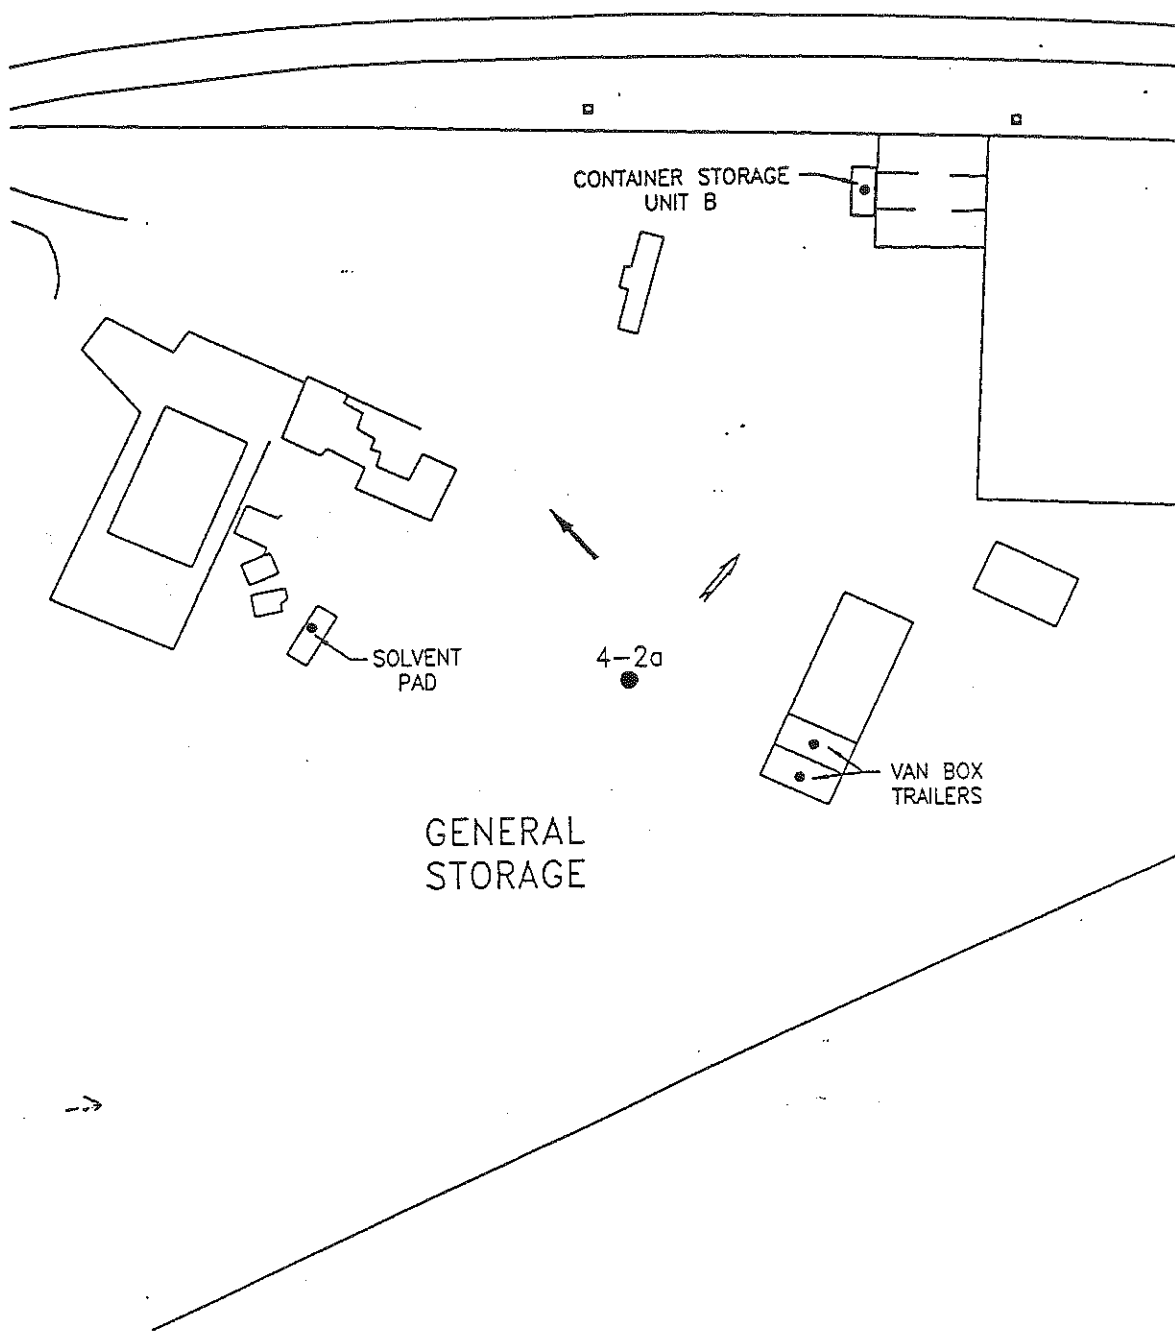 CONTAINER STORAGE
UNIT B
SOLVENT
PAD
4-2a
VAN BOX
TRAILERS
GENERAL
STORAGE